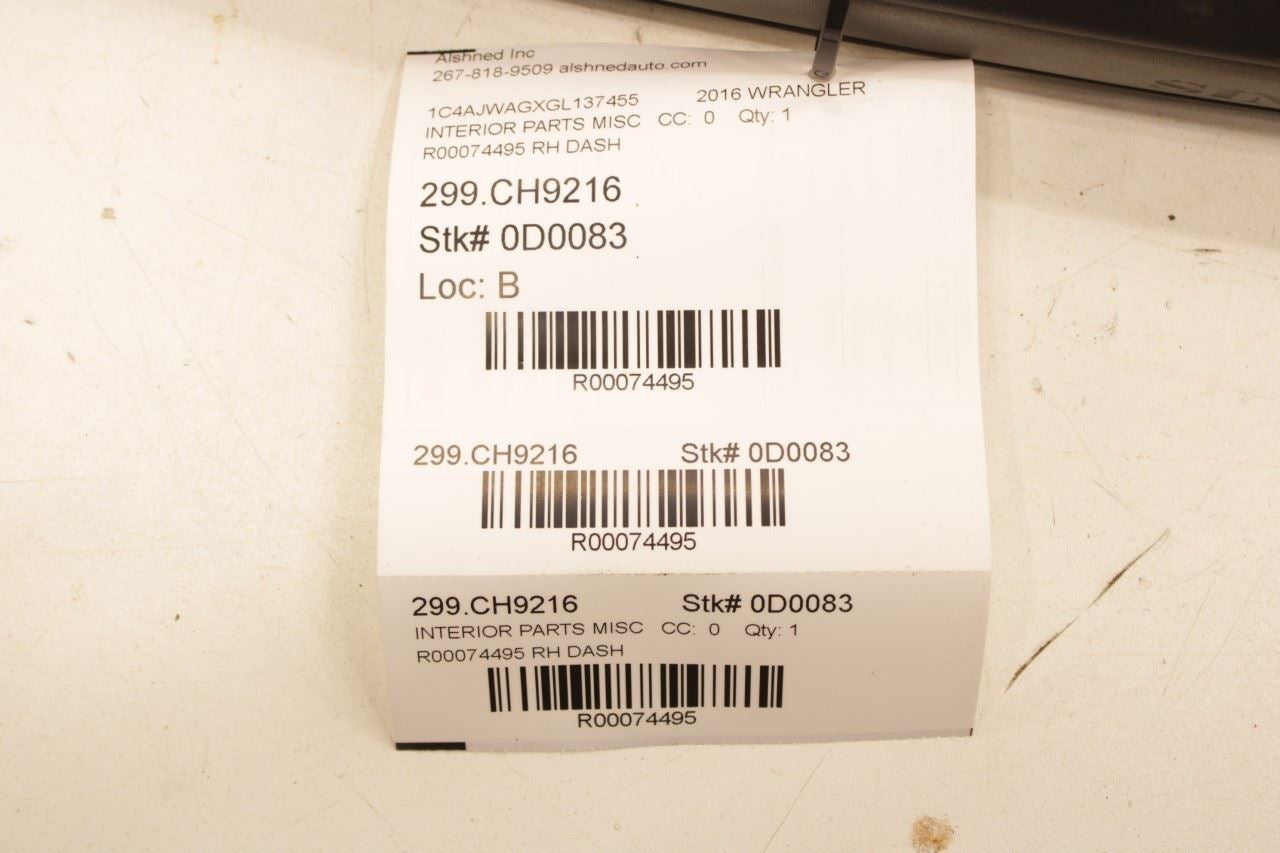 Alshned Inc
267-818-9509 alshnedauto.com
1C4AJWAGXGL137455 2016 WRANGLER
INTERIOR PARTS MISC CC: 0 Qty: 1
R00074495 RH DASH
299.CH9216
Stk# 0D0083
Loc: B
R00074495
299.CH9216 Stk# 0D0083
R00074495
299.CH9216 Stk# 0D0083
INTERIOR PARTS MISC CC: 0 Qty: 1
R00074495 RH DASH
R00074495